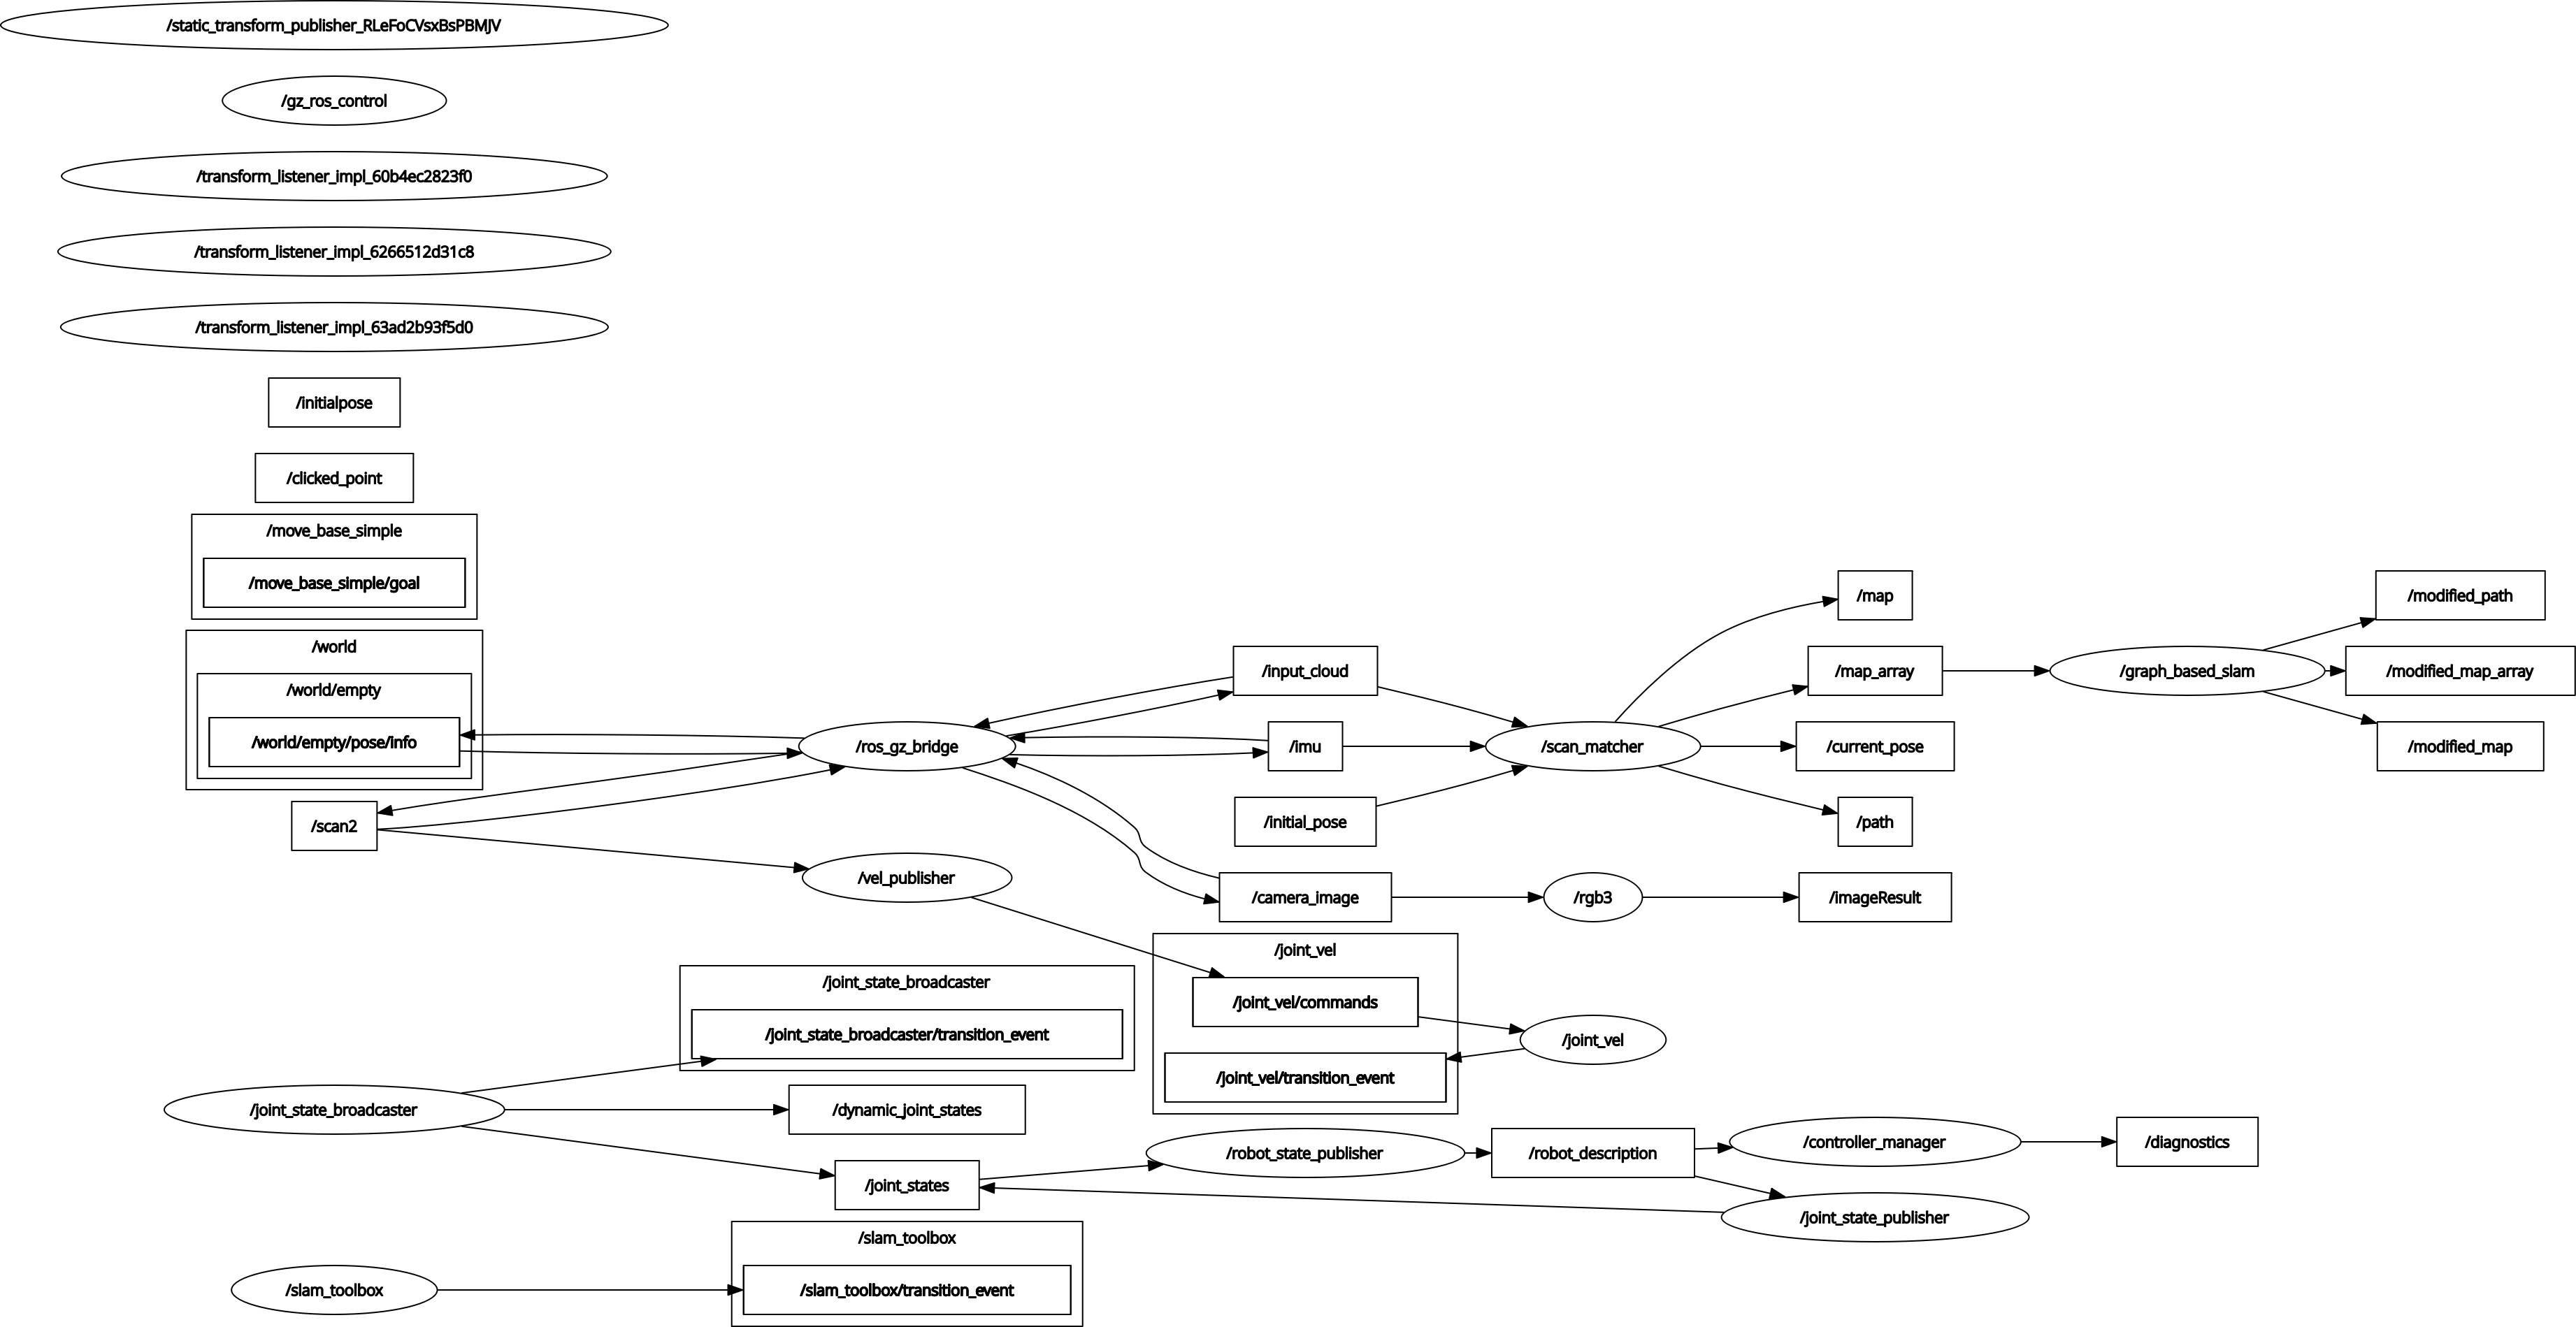 /static_transform_publisher_RLeFoCVsxBsPBMJV
/gz_ros_control
/transform_listener_impl_60b4ec2823f0
/transform_listener_impl_6266512d31c8
/transform_listener_impl_63ad2b93f5d0
/initialpose
/clicked_point
/move_base_simple
/move_base_simple/goal
/world
/world/empty
/world/empty/pose/info
/scan2
/ros_gz_bridge
/vel_publisher
/input_cloud
/imu
/initial_pose
/camera_image
/scan_matcher
/rgb3
/map
/map_array
/current_pose
/path
/imageResult
/graph_based_slam
/modified_path
/modified_map_array
/modified_map
/joint_vel
/joint_vel/commands
/joint_vel/transition_event
/joint_vel
/joint_state_broadcaster
/joint_state_broadcaster/transition_event
/joint_state_broadcaster
/dynamic_joint_states
/joint_states
/robot_state_publisher
/robot_description
/controller_manager
/diagnostics
/joint_state_publisher
/slam_toolbox
/slam_toolbox/transition_event
/slam_toolbox